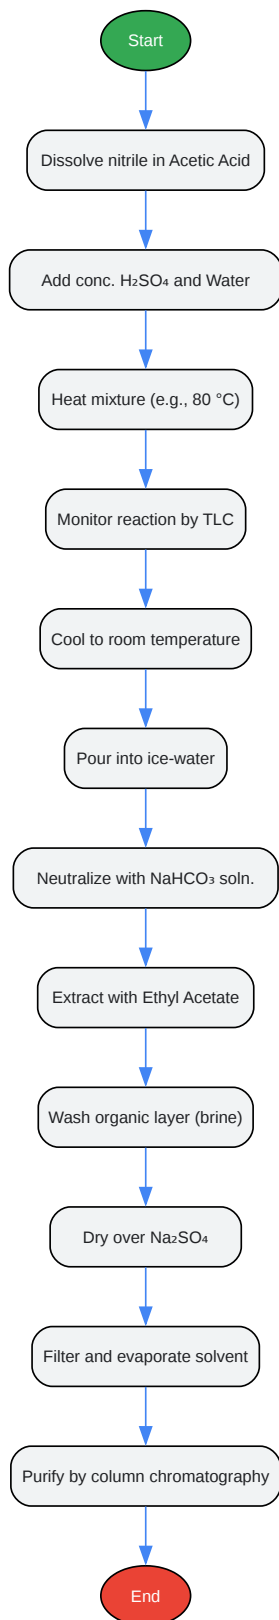 Start
Dissolve nitrile in Acetic Acid
Add conc. H₂SO₄ and Water
Heat mixture (e.g., 80 °C)
Monitor reaction by TLC
Cool to room temperature
Pour into ice-water
Neutralize with NaHCO₃ soln.
Extract with Ethyl Acetate
Wash organic layer (brine)
Dry over Na₂SO₄
Filter and evaporate solvent
Purify by column chromatography
End